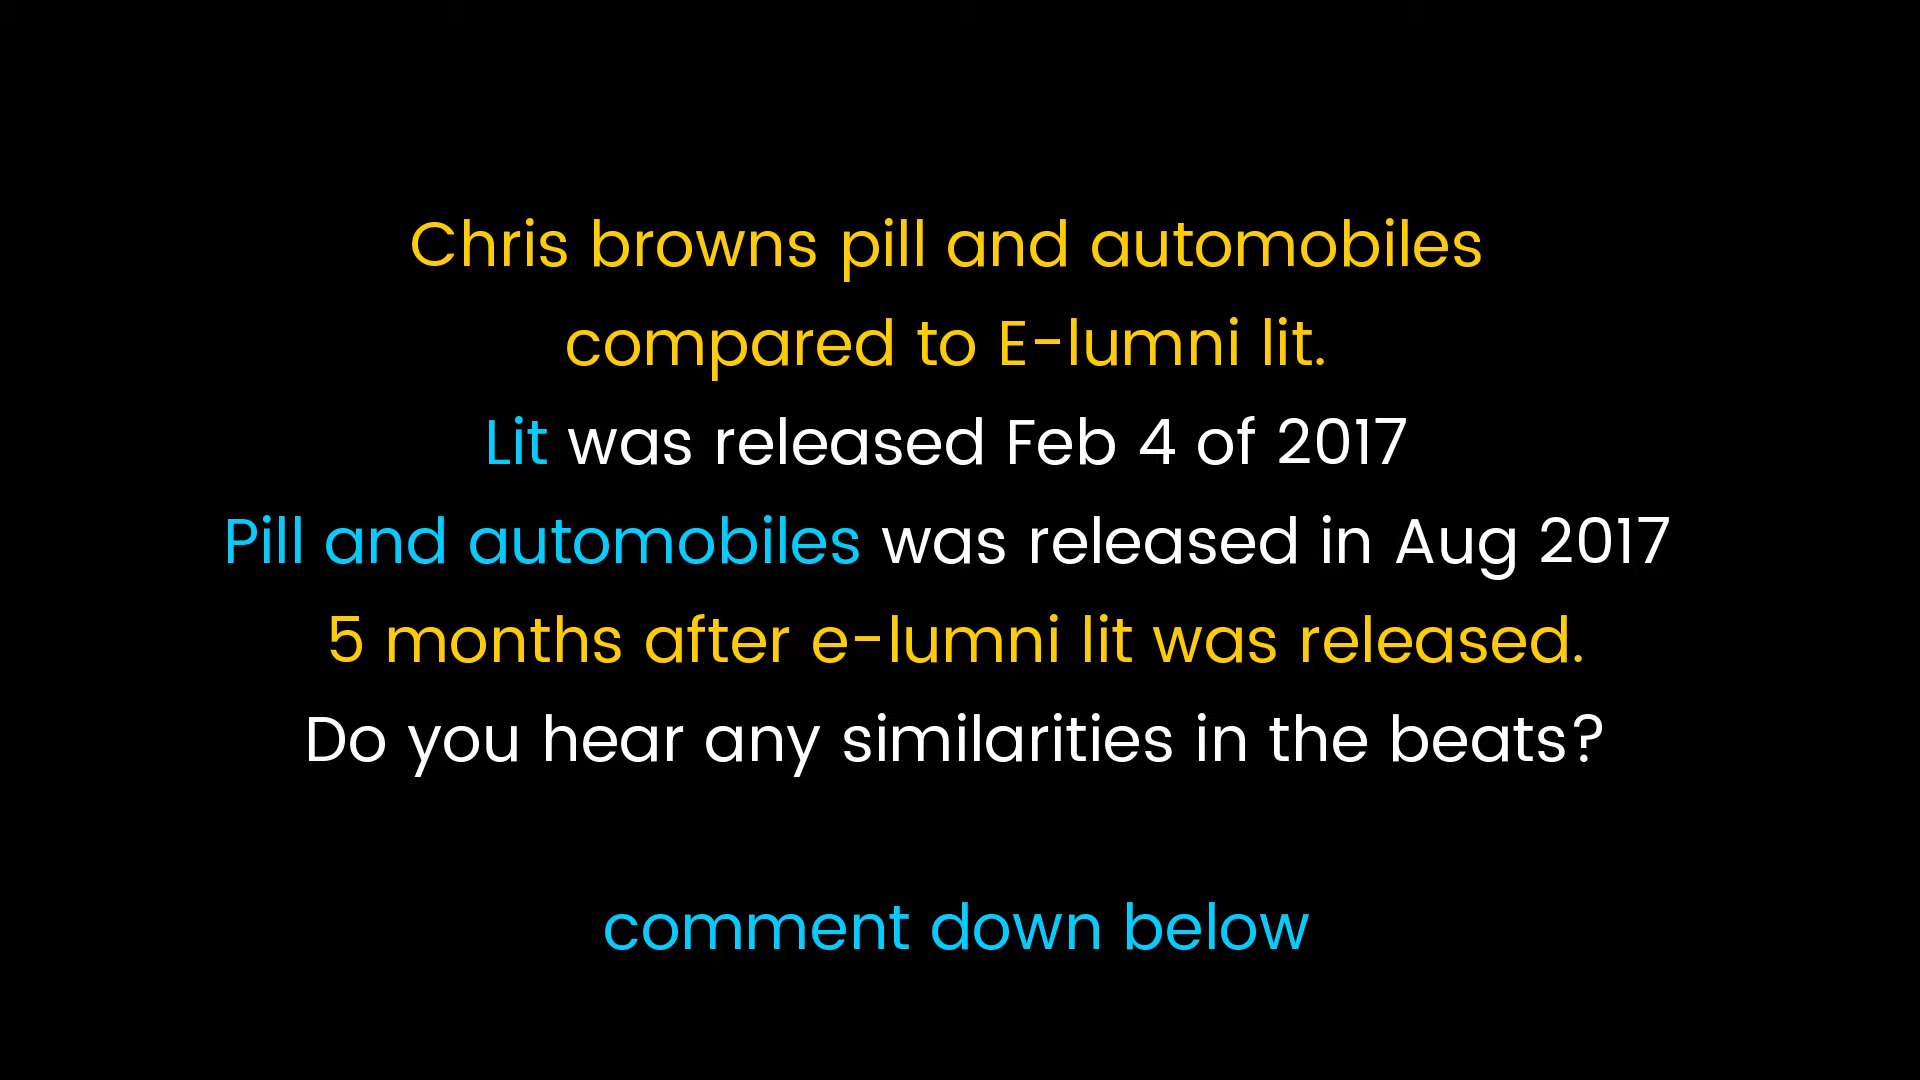 Chris browns pill and automobiles
compared to E-lumni lit.
Lit was released Feb 4 of 2017
Pill and automobiles was released in Aug 2017
5 months after e-lumni lit was released.
Do you hear any similarities in the beats?
comment down below